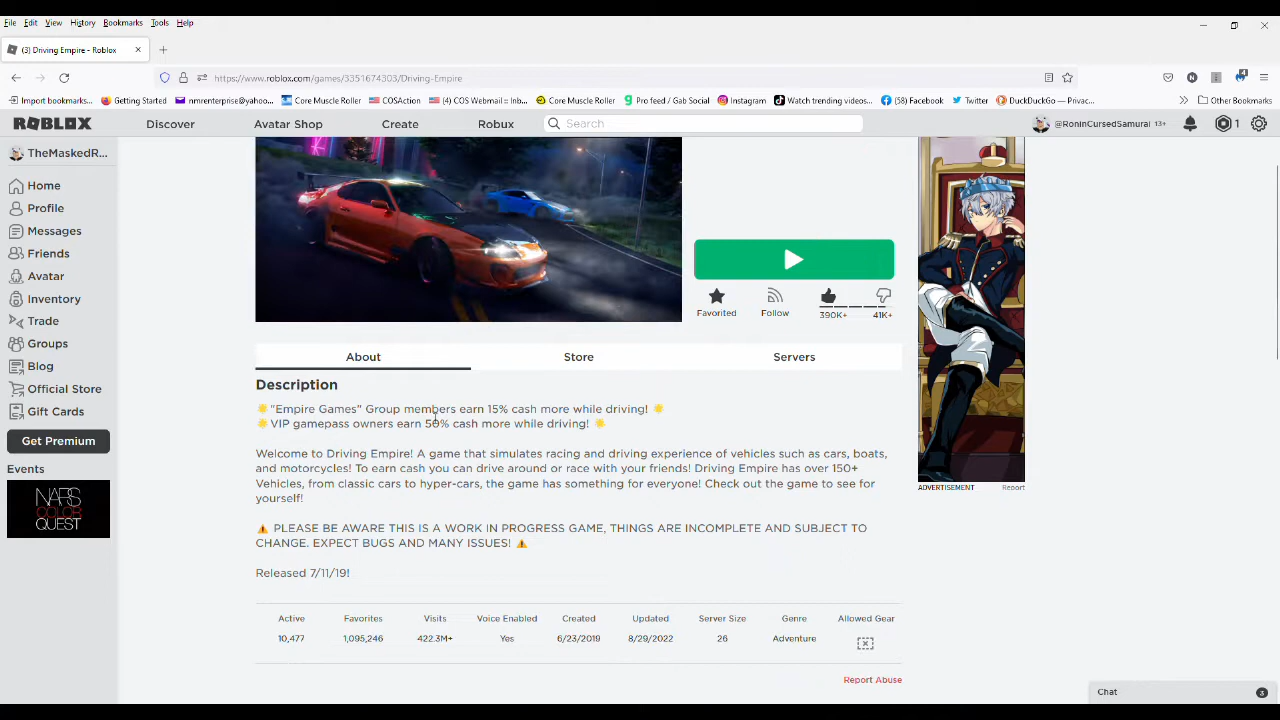 File Edit View History Bookmarks Tools Help
(3) Driving Empire - Roblox
https://www.roblox.com/games/3351674303/Driving-Empire
Import bookmarks... Getting Started nmrenterprise@yahoo... Core Muscle Roller COSAction (4) COS Webmail :: Inb... Core Muscle Roller Pro feed / Gab Social Instagram Watch trending videos... (58) Facebook Twitter DuckDuckGo — Privac... Other Bookmarks
ROBLOX Discover Avatar Shop Create Robux Search @RoninCursedSamurai 13+ 1
TheMaskedR...
Home
Profile
Messages
Friends
Avatar
Inventory
Trade
Groups
Blog
Official Store
Gift Cards
Get Premium
Events
NARS
COLOR
QUEST
Favorited Follow 390K+ 41K+
About Store Servers
Description
"Empire Games" Group members earn 15% cash more while driving!
VIP gamepass owners earn 50% cash more while driving!
Welcome to Driving Empire! A game that simulates racing and driving experience of vehicles such as cars, boats,
and motorcycles! To earn cash you can drive around or race with your friends! Driving Empire has over 150+
Vehicles, from classic cars to hyper-cars, the game has something for everyone! Check out the game to see for
yourself!
⚠ PLEASE BE AWARE THIS IS A WORK IN PROGRESS GAME, THINGS ARE INCOMPLETE AND SUBJECT TO
CHANGE. EXPECT BUGS AND MANY ISSUES! ⚠
Released 7/11/19!
Active Favorites Visits Voice Enabled Created Updated Server Size Genre Allowed Gear
10,477 1,095,246 422.3M+ Yes 6/23/2019 8/29/2022 26 Adventure
Report Abuse
ADVERTISEMENT Report
Chat 3